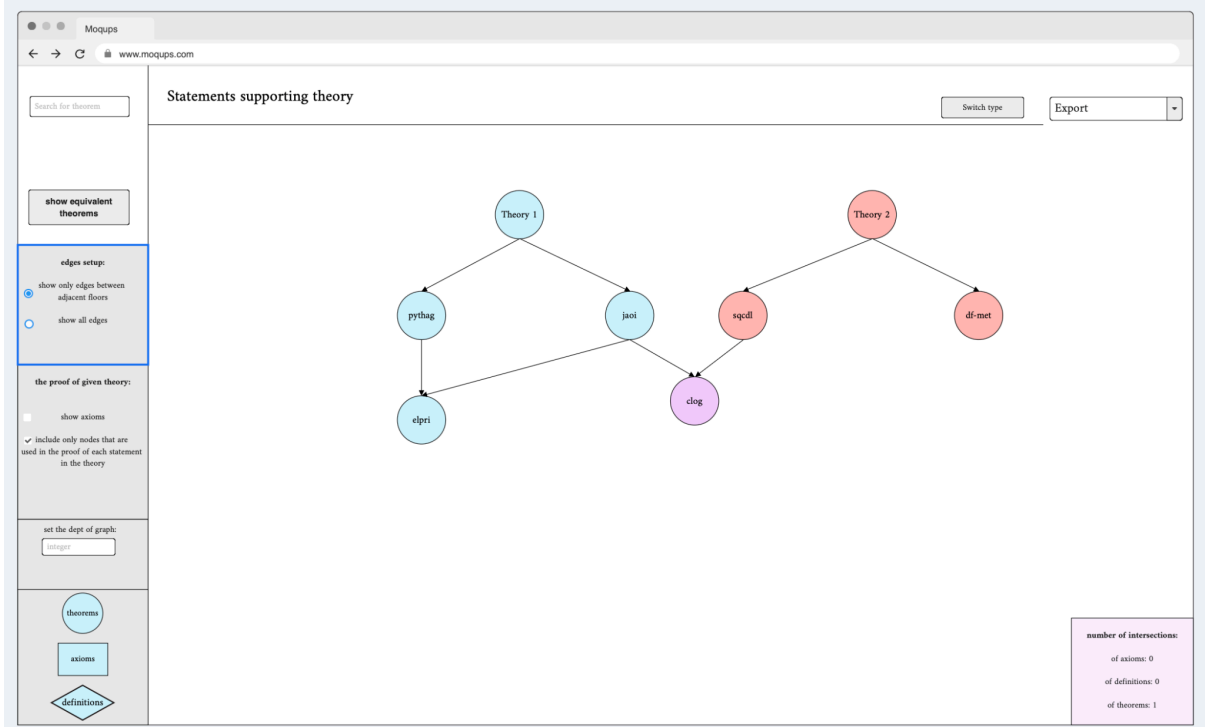 Moqups
www.moqups.com
Search for theorem
Statements supporting theory
Switch type
Export
show equivalent
theorems
edges setup:
show only edges between
adjacent floors
show all edges
the proof of given theory:
show axioms
include only nodes that are
used in the proof of each statement
in the theory
set the dept of graph:
integer
theorems
axioms
definitions
Theory 1
Theory 2
pythag
jaoi
sqcdl
df-met
clog
elpri
number of intersections:
of axioms: 0
of definitions: 0
of theorems: 1